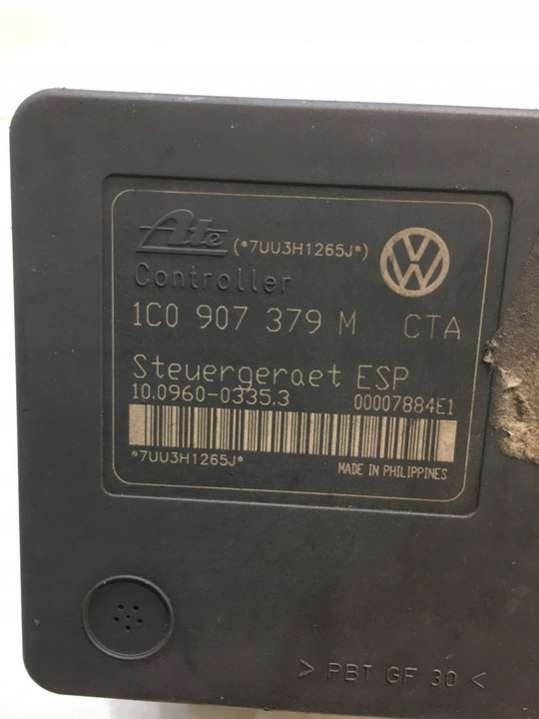 Ate (*7UU3H1265J*)
Controller
1C0 907 379 M CTA
Steuergeraet ESP
10.0960-0335.3 00007884E1
*7UU3H1265J* MADE IN PHILIPPINES
> PBT GF 30 <